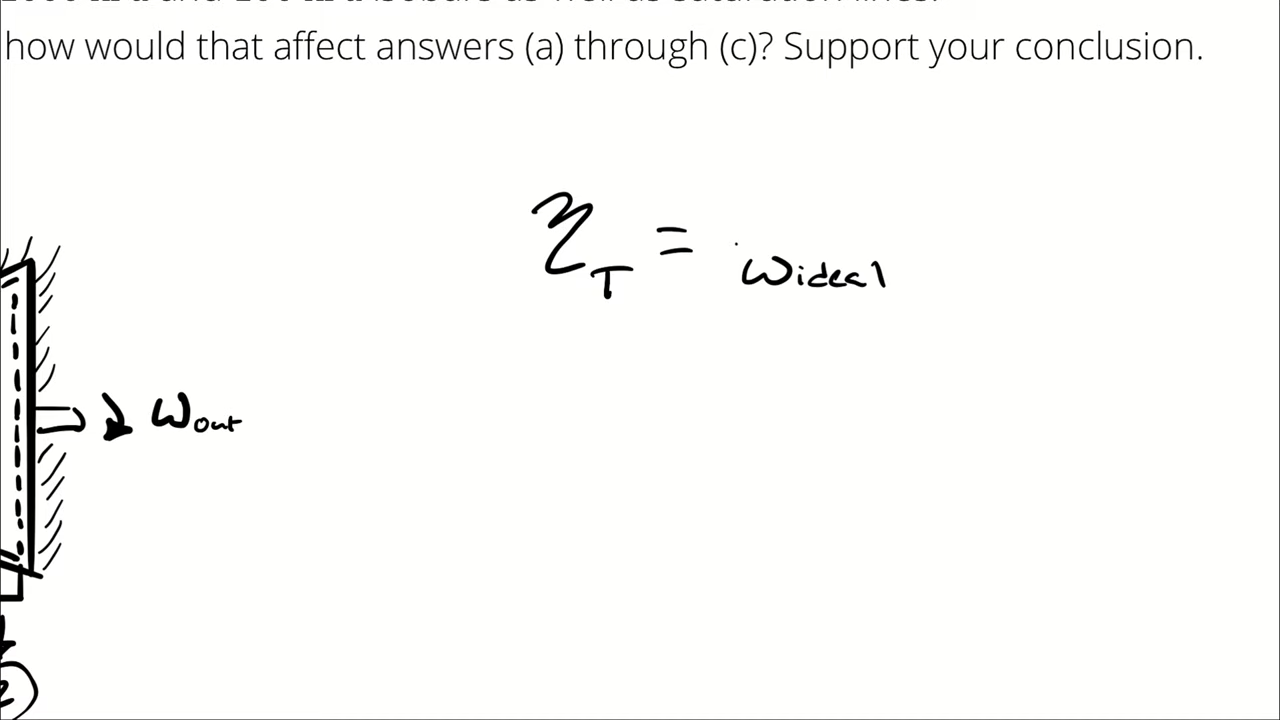 how would that affect answers (a) through (c)? Support your conclusion.
η_T = w_ideal
w_out
2